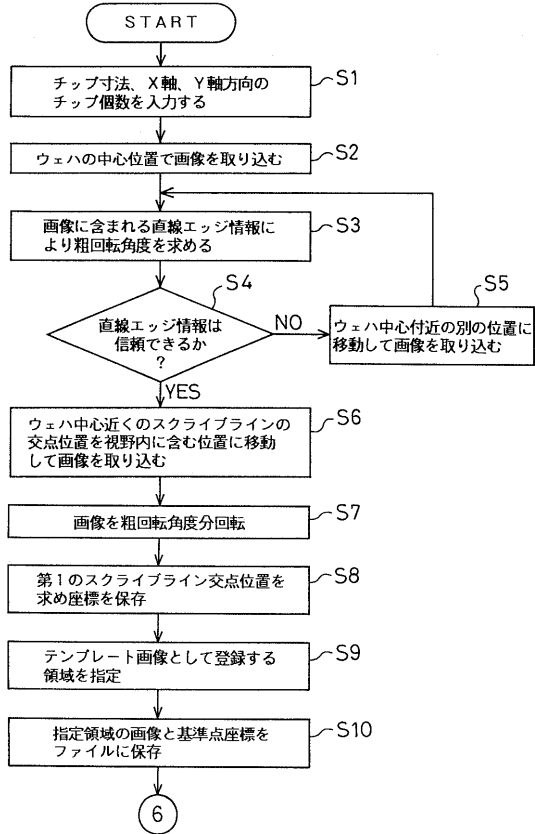 START
チップ寸法、X軸、Y軸方向の
チップ個数を入力する
S1
ウェハの中心位置で画像を取り込む
S2
画像に含まれる直線エッジ情報に
より粗回転角度を求める
S3
直線エッジ情報は
信頼できるか
?
S4
NO
YES
ウェハ中心付近の別の位置に
移動して画像を取り込む
S5
ウェハ中心近くのスクライブラインの
交点位置を視野内に含む位置に移動
して画像を取り込む
S6
画像を粗回転角度分回転
S7
第1のスクライブライン交点位置を
求め座標を保存
S8
テンプレート画像として登録する
領域を指定
S9
指定領域の画像と基準点座標を
ファイルに保存
S10
6